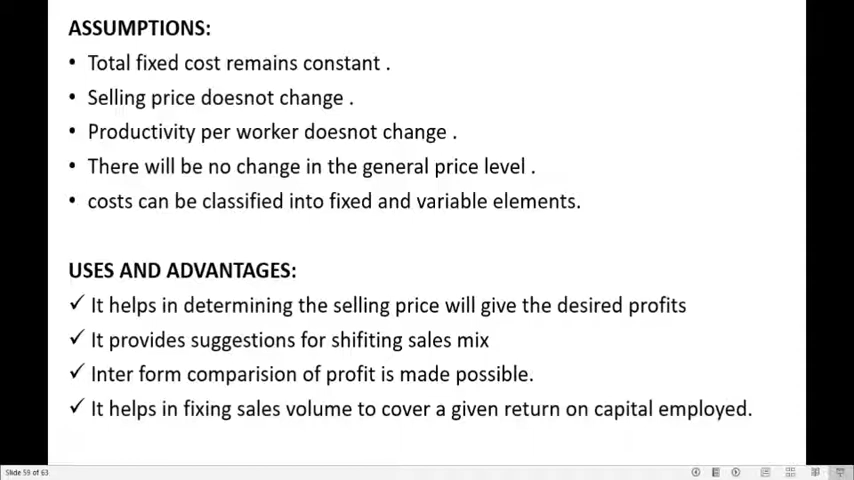 ASSUMPTIONS:
• Total fixed cost remains constant .
• Selling price doesnot change .
• Productivity per worker doesnot change .
• There will be no change in the general price level .
• costs can be classified into fixed and variable elements.
USES AND ADVANTAGES:
✓ It helps in determining the selling price will give the desired profits
✓ It provides suggestions for shifiting sales mix
✓ Inter form comparision of profit is made possible.
✓ It helps in fixing sales volume to cover a given return on capital employed.
Slide 59 of 63